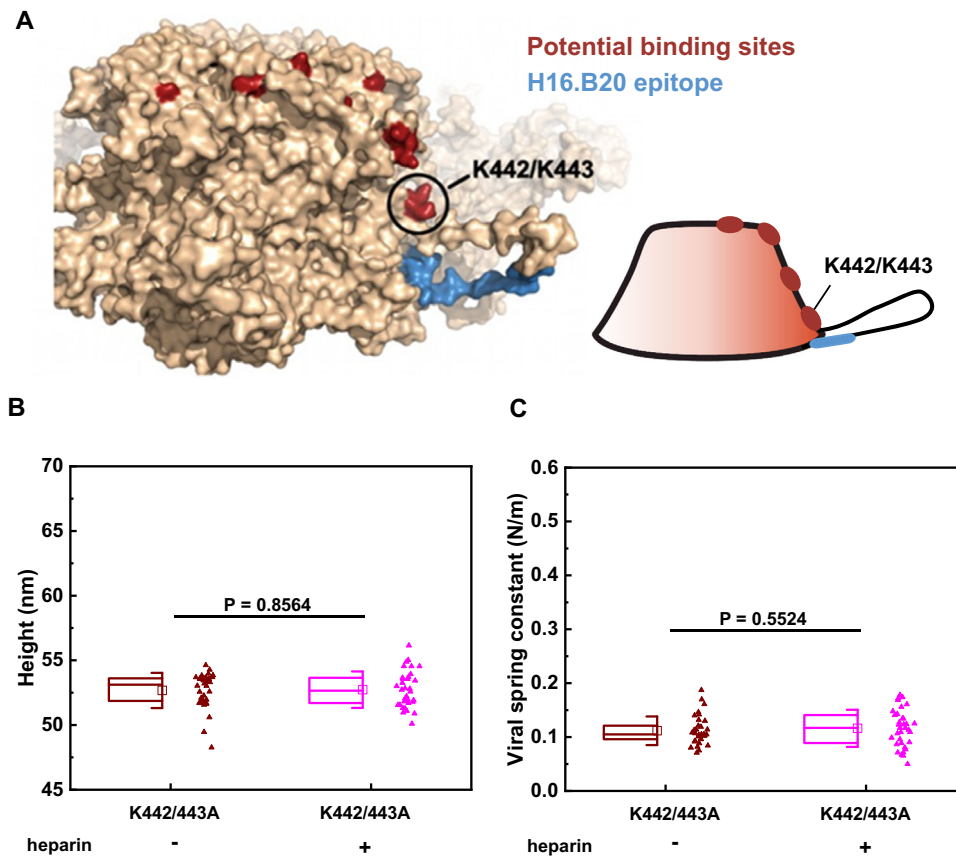 A
Potential binding sites
H16.B20 epitope
K442/K443
K442/K443
B
C
70
65
60
55
50
45
Height (nm)
P = 0.8564
K442/443A
K442/443A
heparin
-
+
0.6
0.5
0.4
0.3
0.2
0.1
0.0
Viral spring constant (N/m)
P = 0.5524
K442/443A
K442/443A
heparin
-
+